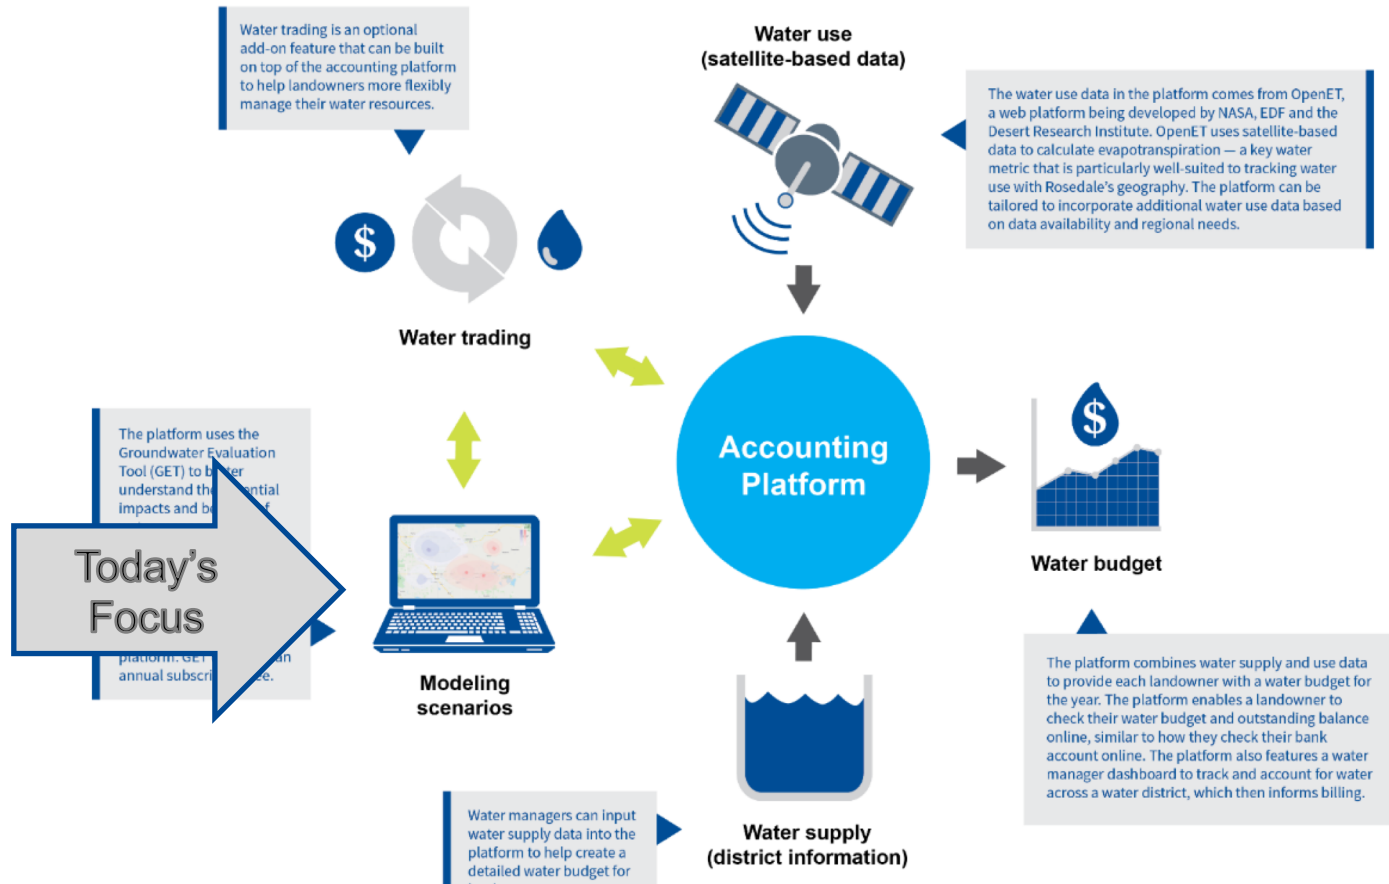 Water trading is an optional
add-on feature that can be built
on top of the accounting platform
to help landowners more flexibly
manage their water resources.
Water use
(satellite-based data)
The water use data in the platform comes from OpenET,
a web platform being developed by NASA, EDF and the
Desert Research Institute. OpenET uses satellite-based
data to calculate evapotranspiration — a key water
metric that is particularly well-suited to tracking water
use with Rosedale's geography. The platform can be
tailored to incorporate additional water use data based
on data availability and regional needs.
$
Water trading
Accounting
Platform
$
Water budget
The platform uses the
Groundwater Evaluation
Tool (GET) to
understand
impacts and
Today's
Focus
platform. GET
annual
Modeling
scenarios
The platform combines water supply and use data
to provide each landowner with a water budget for
the year. The platform enables a landowner to
check their water budget and outstanding balance
online, similar to how they check their bank
account online. The platform also features a water
manager dashboard to track and account for water
across a water district, which then informs billing.
Water managers can input
water supply data into the
platform to help create a
detailed water budget for
Water supply
(district information)